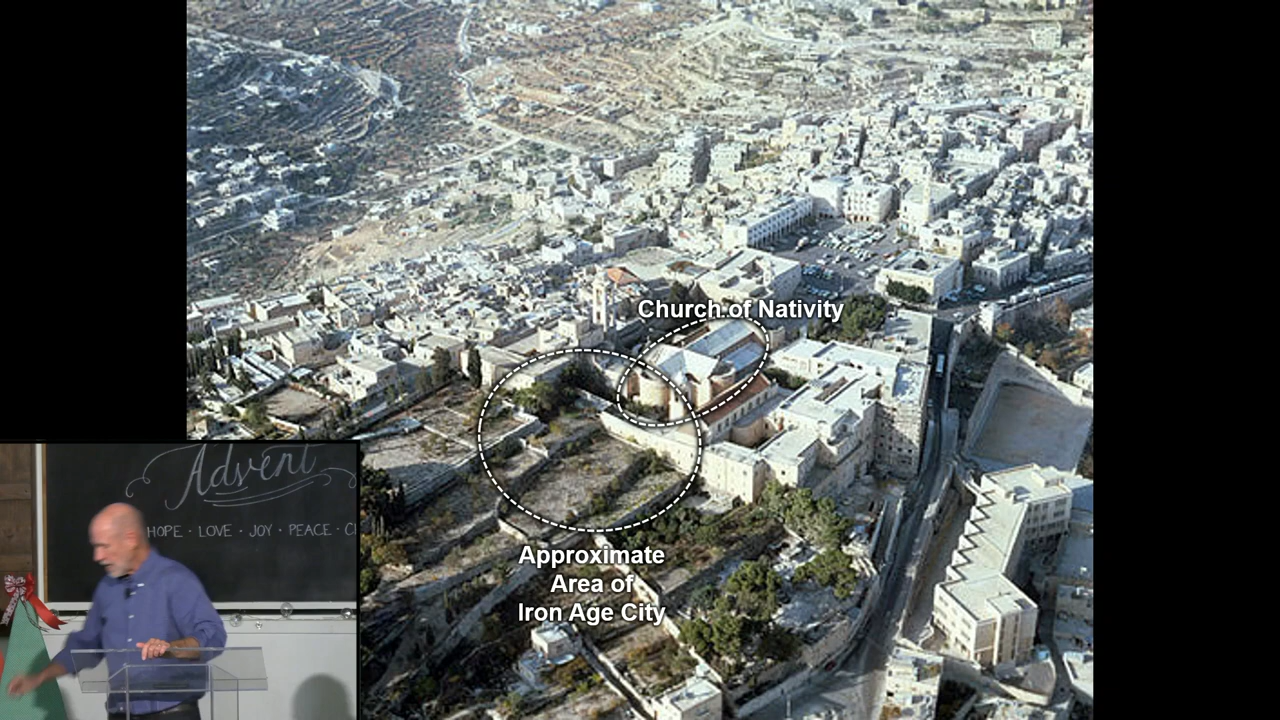 Church of Nativity
Approximate
Area of
Iron Age City
Advent
HOPE · LOVE · JOY · PEACE ·